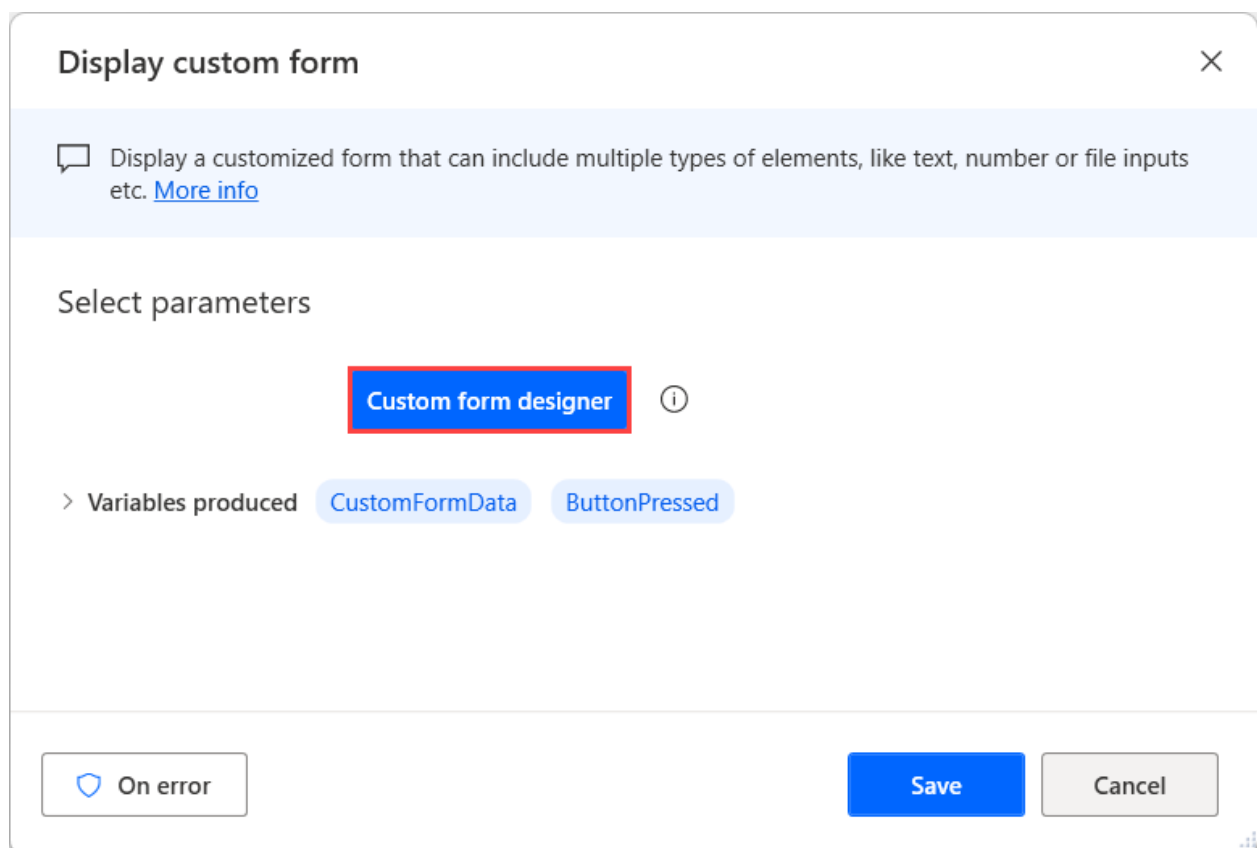 Display custom form
Display a customized form that can include multiple types of elements, like text, number or file inputs
etc. More info
Select parameters
Custom form designer
Variables produced CustomFormData ButtonPressed
On error Save Cancel